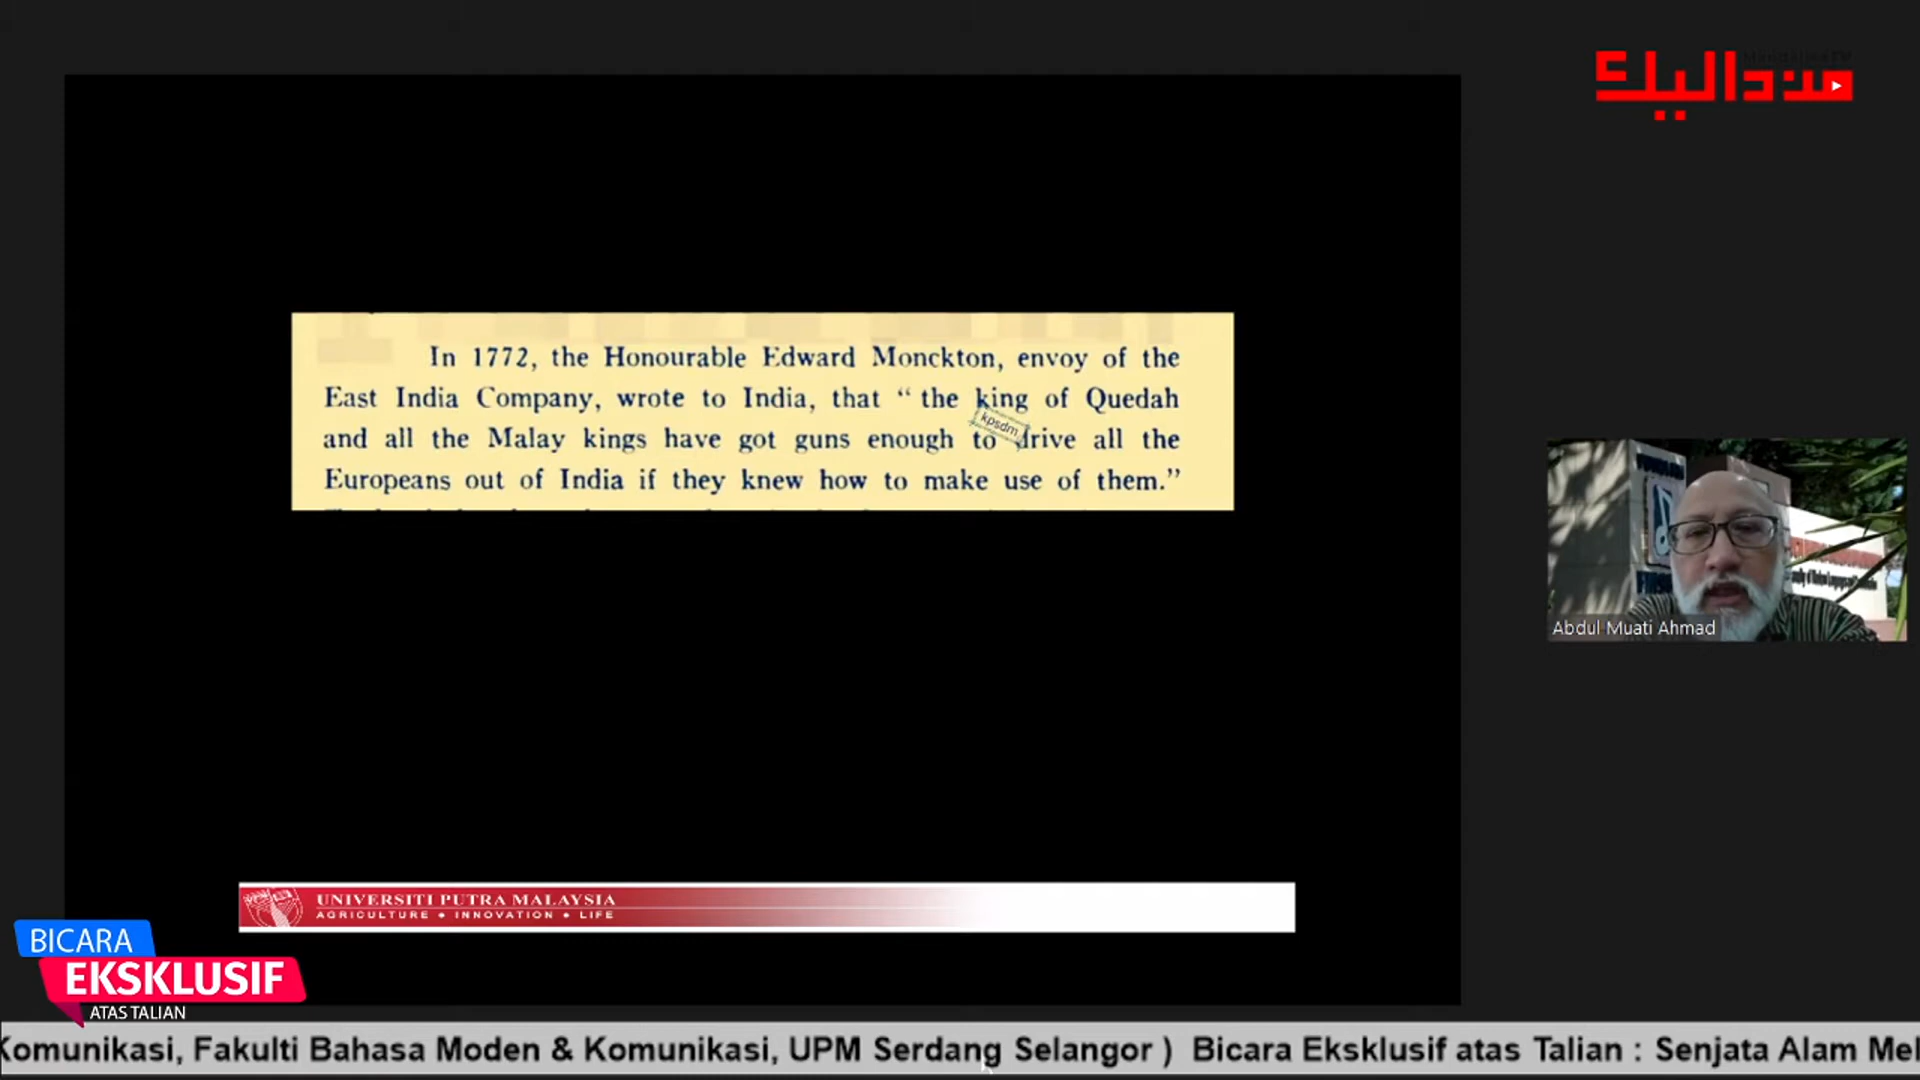 منداليك
In 1772, the Honourable Edward Monckton, envoy of the
East India Company, wrote to India, that “ the king of Quedah
and all the Malay kings have got guns enough to drive all the
Europeans out of India if they knew how to make use of them.”
kpsdm
Abdul Muati Ahmad
UNIVERSITI PUTRA MALAYSIA
AGRICULTURE • INNOVATION • LIFE
BICARA
EKSKLUSIF
ATAS TALIAN
Komunikasi, Fakulti Bahasa Moden & Komunikasi, UPM Serdang Selangor ) Bicara Eksklusif atas Talian : Senjata Alam Mel